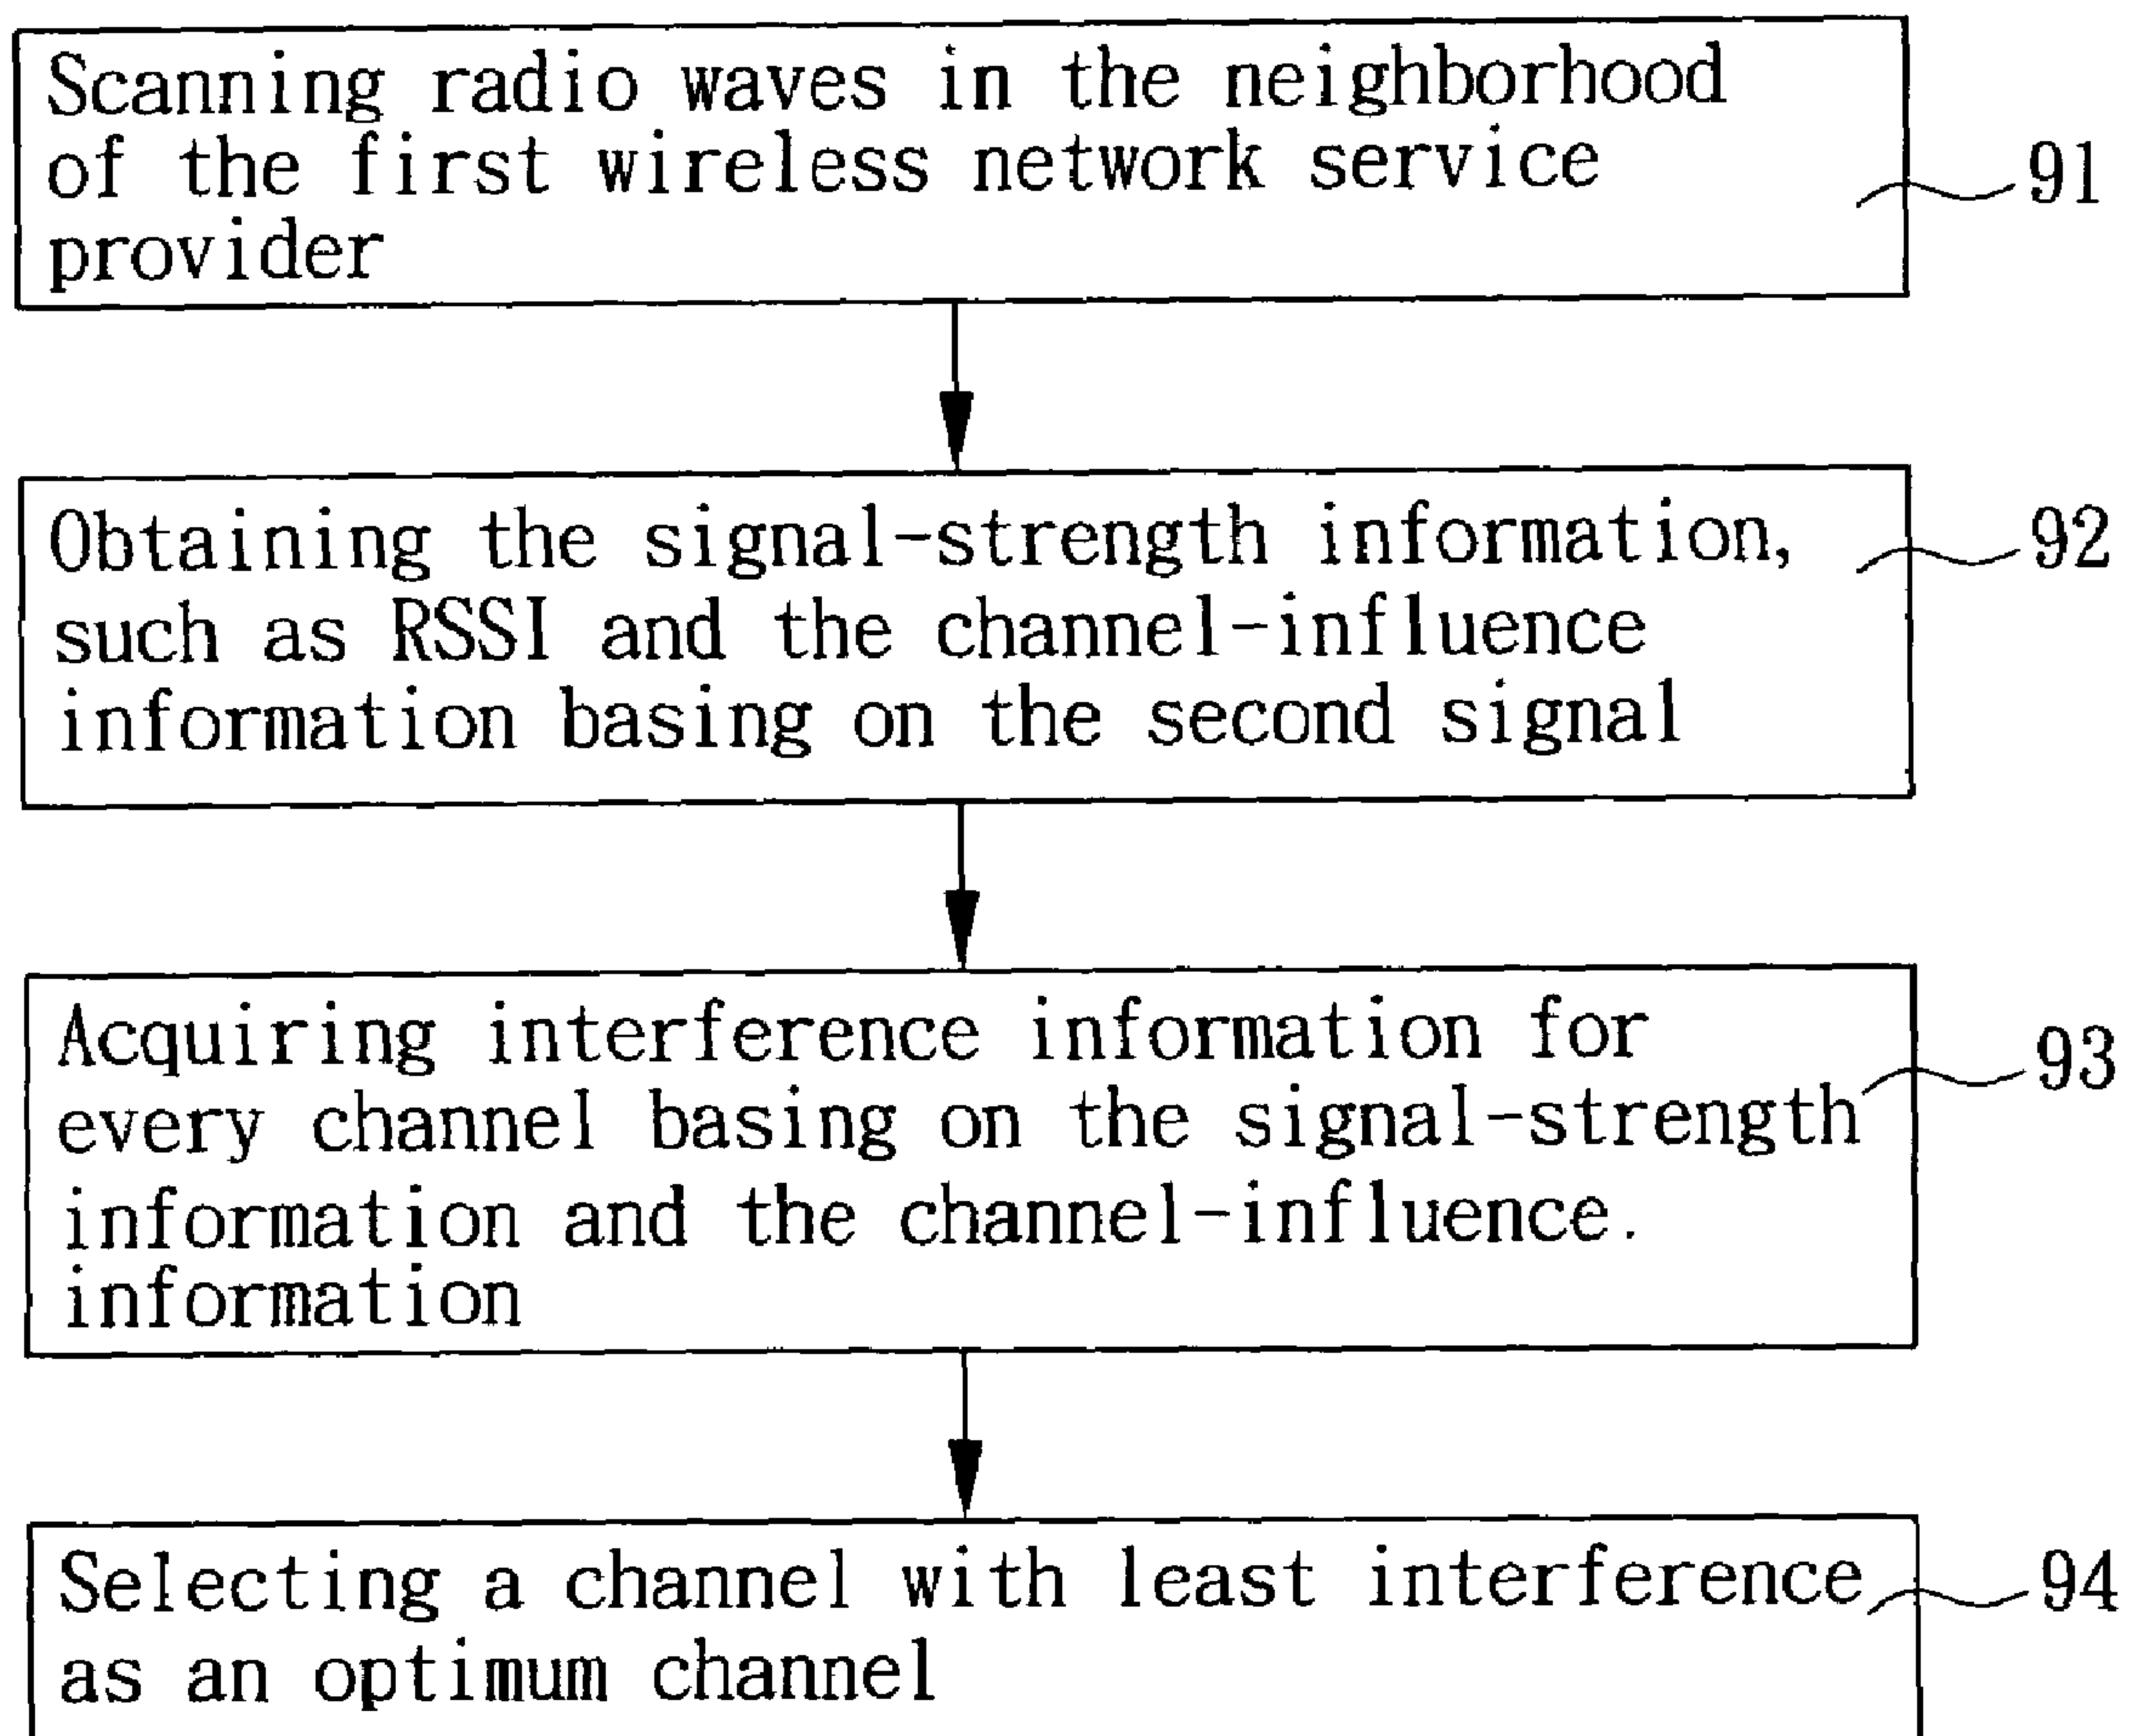 Scanning radio waves in the neighborhood
of the first wireless network service
provider
91
Obtaining the signal-strength information,
such as RSSI and the channel-influence
information basing on the second signal
92
Acquiring interference information for
every channel basing on the signal-strength
information and the channel-influence.
information
93
Selecting a channel with least interference
as an optimum channel
94